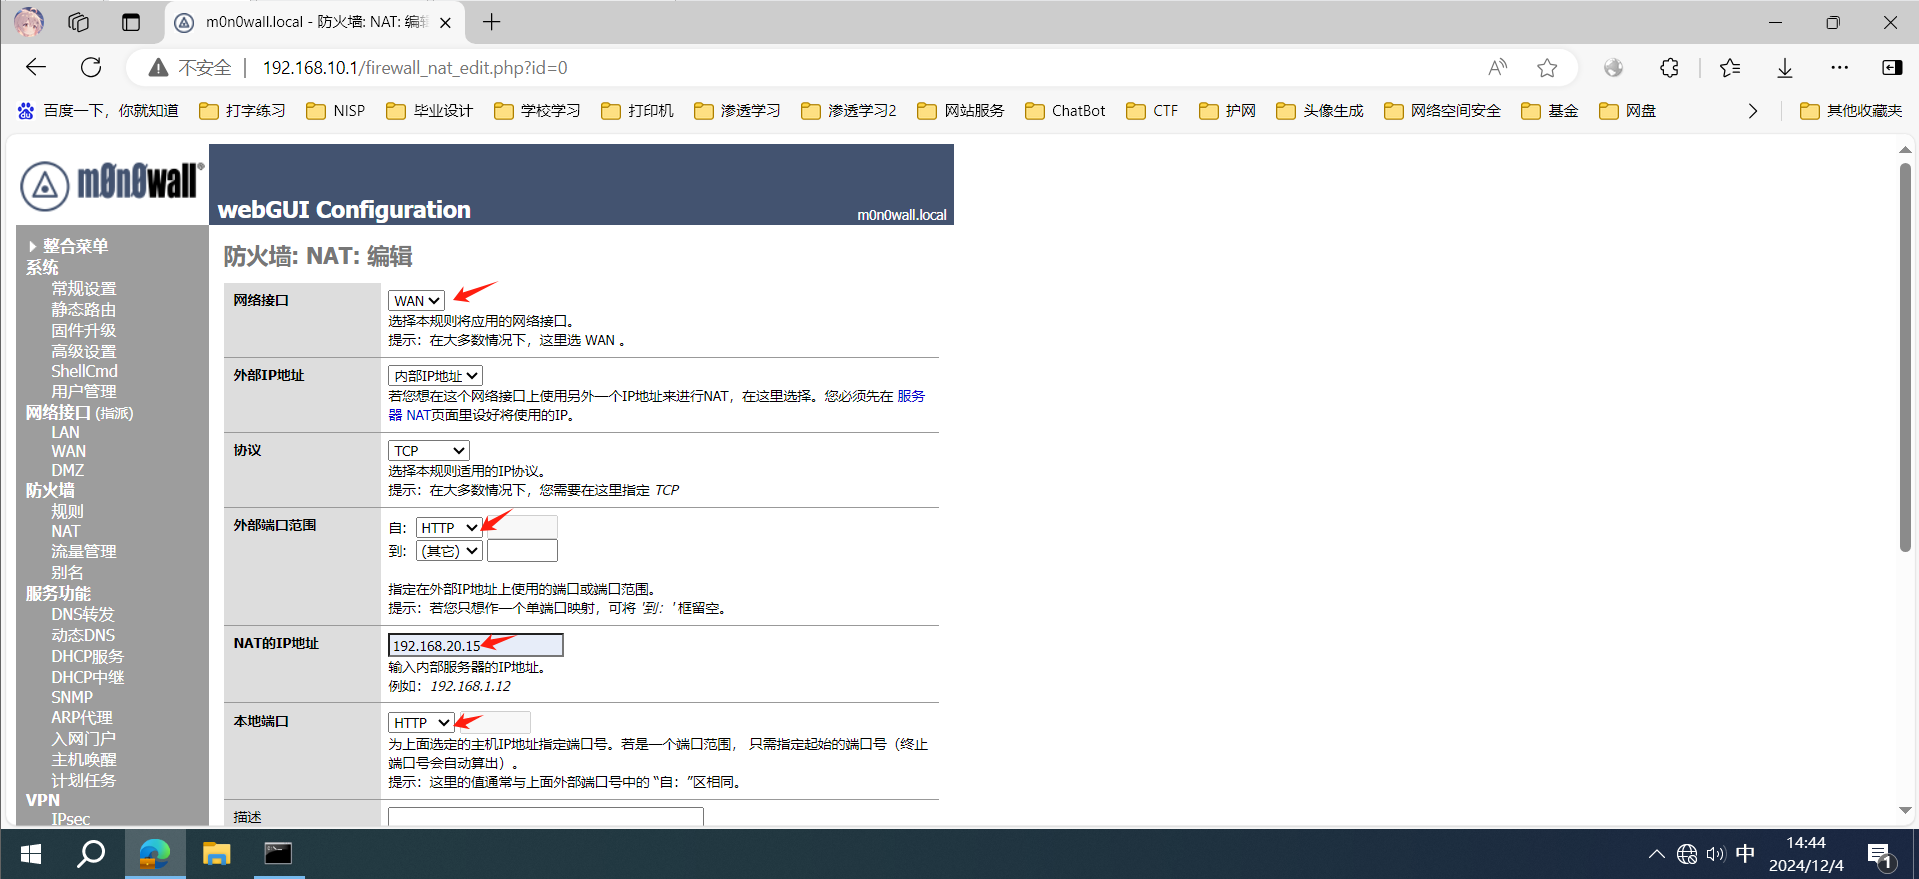 m0n0wall.local - 防火墙: NAT: 编辑
不安全
192.168.10.1/firewall_nat_edit.php?id=0
百度一下，你就知道
打字练习
NISP
毕业设计
学校学习
打印机
渗透学习
渗透学习2
网站服务
ChatBot
CTF
护网
头像生成
网络空间安全
基金
网盘
其他收藏夹
m0n0wall®
webGUI Configuration
m0n0wall.local
整合菜单
系统
常规设置
静态路由
固件升级
高级设置
ShellCmd
用户管理
网络接口 (指派)
LAN
WAN
DMZ
防火墙
规则
NAT
流量管理
别名
服务功能
DNS转发
动态DNS
DHCP服务
DHCP中继
SNMP
ARP代理
入网门户
主机唤醒
计划任务
VPN
IPsec
防火墙: NAT: 编辑
网络接口
WAN
选择本规则将应用的网络接口。
提示：在大多数情况下，这里选 WAN 。
外部IP地址
内部IP地址
若您想在这个网络接口上使用另外一个IP地址来进行NAT，在这里选择。您必须先在 服务
器 NAT页面里设好将使用的IP。
协议
TCP
选择本规则适用的IP协议。
提示：在大多数情况下，您需要在这里指定 TCP
外部端口范围
自： HTTP
到： (其它)
指定在外部IP地址上使用的端口或端口范围。
提示：若您只想作一个单端口映射，可将 '到：' 框留空。
NAT的IP地址
192.168.20.15
输入内部服务器的IP地址。
例如：192.168.1.12
本地端口
HTTP
为上面选定的主机IP地址指定端口号。若是一个端口范围， 只需指定起始的端口号（终止
端口号会自动算出）。
提示：这里的值通常与上面外部端口号中的 “自：”区相同。
描述
中
14:44
2024/12/4
1